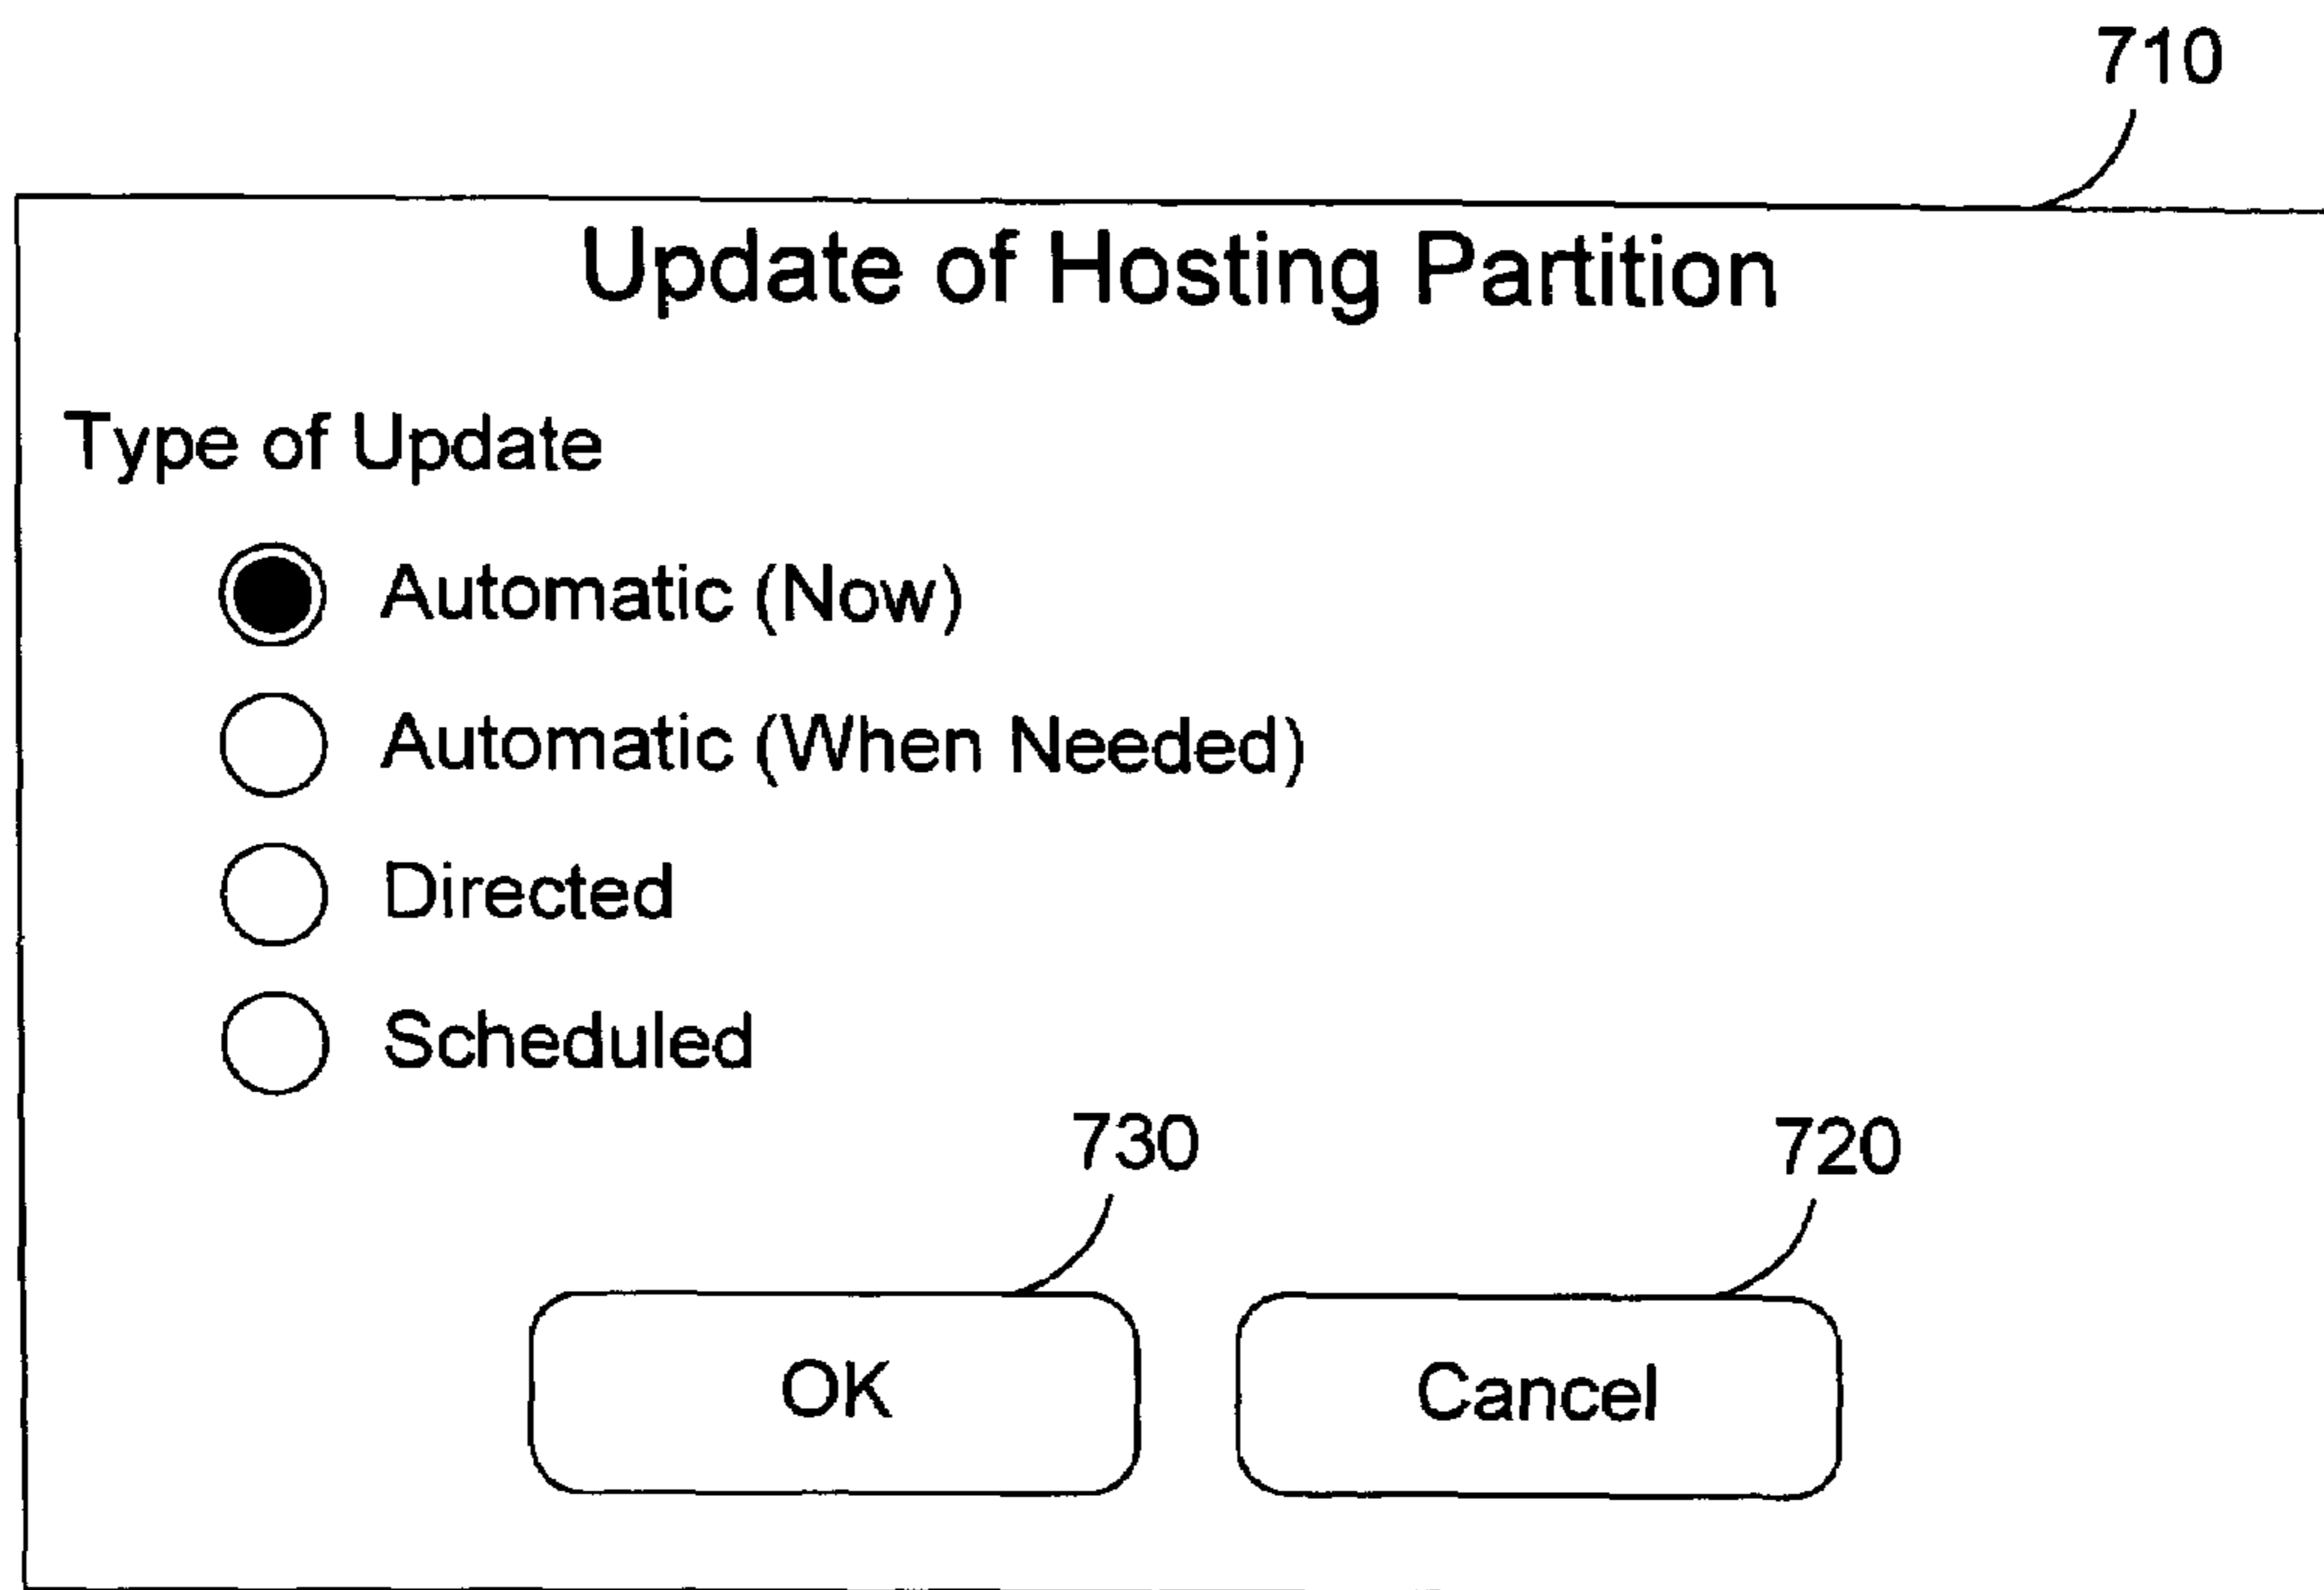 710
Update of Hosting Partition
Type of Update
Automatic (Now)
Automatic (When Needed)
Directed
Scheduled
730
720
OK
Cancel